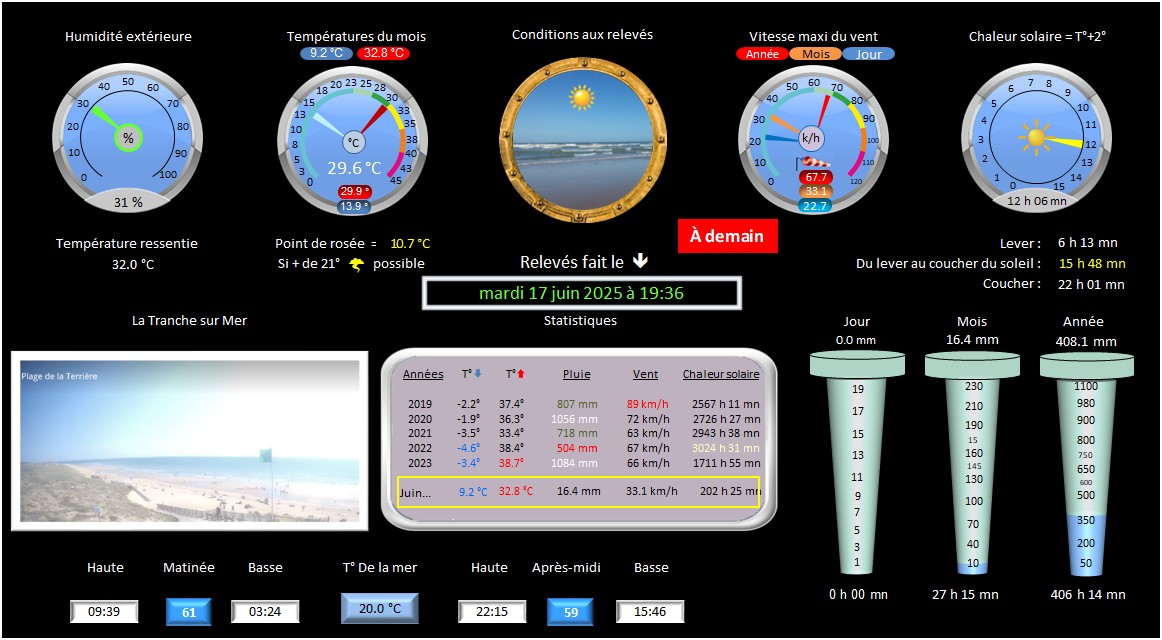 Humidité extérieure
0 10 20 30 40 50 60 70 80 90 100
%
31 %
Températures du mois
9.2 °C 32.8 °C
0 3 5 8 10 13 15 18 20 23 25 28 30 33 35 38 40 43 45
°C
29.6 °C
29.9 °
13.9 °
Conditions aux relevés
Vitesse maxi du vent
Année Mois Jour
0 10 20 30 40 50 60 70 80 90 100 110 120
k/h
67.7
33.1
22.7
Chaleur solaire = T°+2°
0 1 2 3 4 5 6 7 8 9 10 11 12 13 14 15
12 h 06 mn
Température ressentie
32.0 °C
Point de rosée = 10.7 °C
Si + de 21° possible
À demain
Relevés fait le
mardi 17 juin 2025 à 19:36
Lever : 6 h 13 mn
Du lever au coucher du soleil : 15 h 48 mn
Coucher : 22 h 01 mn
La Tranche sur Mer
Plage de la Terrière
Statistiques
Années T° T° Pluie Vent Chaleur solaire
2019 -2.2° 37.4° 807 mm 89 km/h 2567 h 11 mn
2020 -1.9° 36.3° 1056 mm 72 km/h 2726 h 27 mn
2021 -3.5° 33.4° 718 mm 63 km/h 2943 h 38 mn
2022 -4.6° 38.4° 504 mm 67 km/h 3024 h 31 mn
2023 -3.4° 38.7° 1084 mm 66 km/h 1711 h 55 mn
Juin... 9.2 °C 32.8 °C 16.4 mm 33.1 km/h 202 h 25 mn
Jour
0.0 mm
19
17
15
13
11
9
7
5
3
1
0 h 00 mn
Mois
16.4 mm
230
210
190
15
160
145
130
100
70
40
10
27 h 15 mn
Année
408.1 mm
1100
980
900
800
750
650
600
500
350
200
50
406 h 14 mn
Haute Matinée Basse
09:39 61 03:24
T° De la mer
20.0 °C
Haute Après-midi Basse
22:15 59 15:46